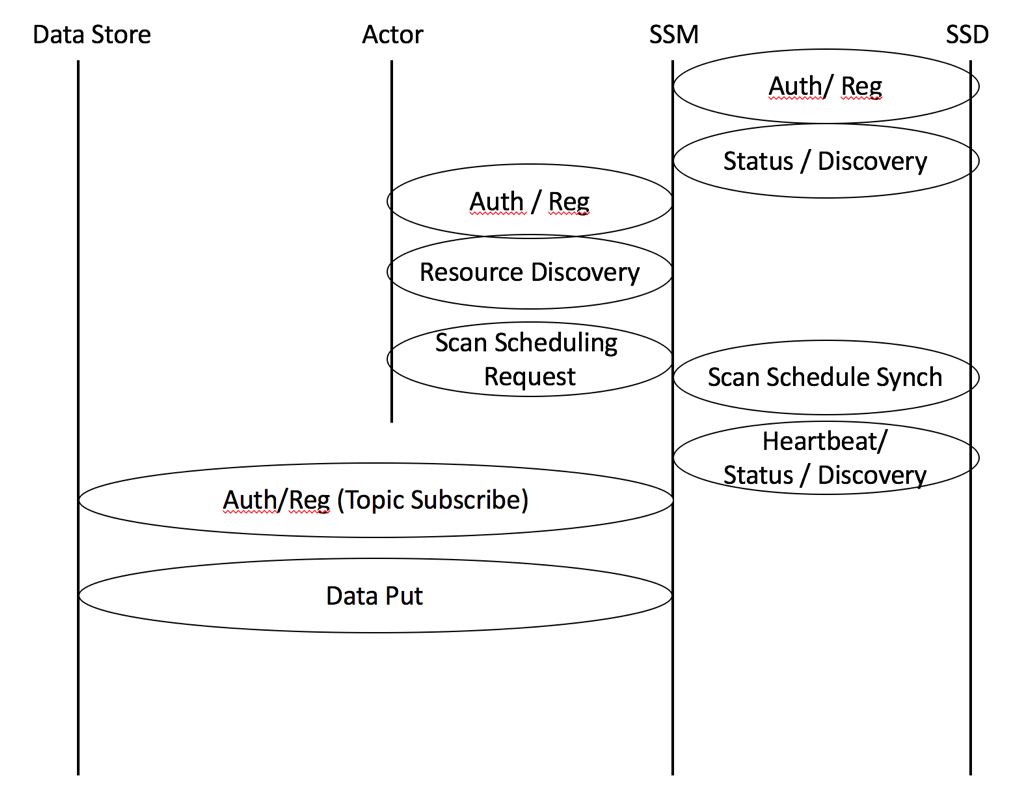 Data Store
Actor
SSM
SSD
Auth/ Reg
Status / Discovery
Auth / Reg
Resource Discovery
Scan Scheduling
Request
Scan Schedule Synch
Heartbeat/
Status / Discovery
Auth/Reg (Topic Subscribe)
Data Put